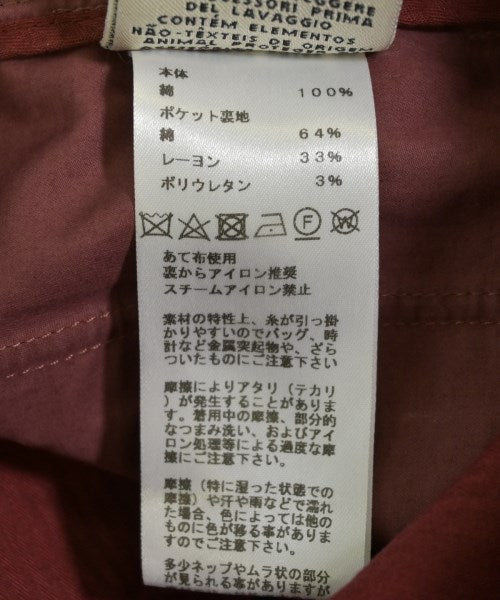 DEL LAVAGGIO
CONTÉM ELEMENTOS
NÃO-TÊXTEIS DE ORIGEM
ANIMAL
本体
綿 100%
ポケット裏地
綿 64%
レーヨン 33%
ポリウレタン 3%
F W
あて布使用
裏からアイロン推奨
スチームアイロン禁止
素材の特性上、糸が引っ掛
かりやすいのでバッグ、時
計など金属突起物や、ざら
ついたものにご注意下さい
摩擦によりアタリ（テカリ
）が発生することがありま
す。着用中の摩擦、部分的
なつまみ洗い、およびアイ
ロン処理等による過度な摩
擦にご注意下さい。
摩擦（特に湿った状態での
摩擦）や汗や雨などで濡れ
た場合、色によっては他の
ものに色が移る事がありま
すのでご注意下さい。
多少ネップやムラ状の部分
が見られる事がありますが